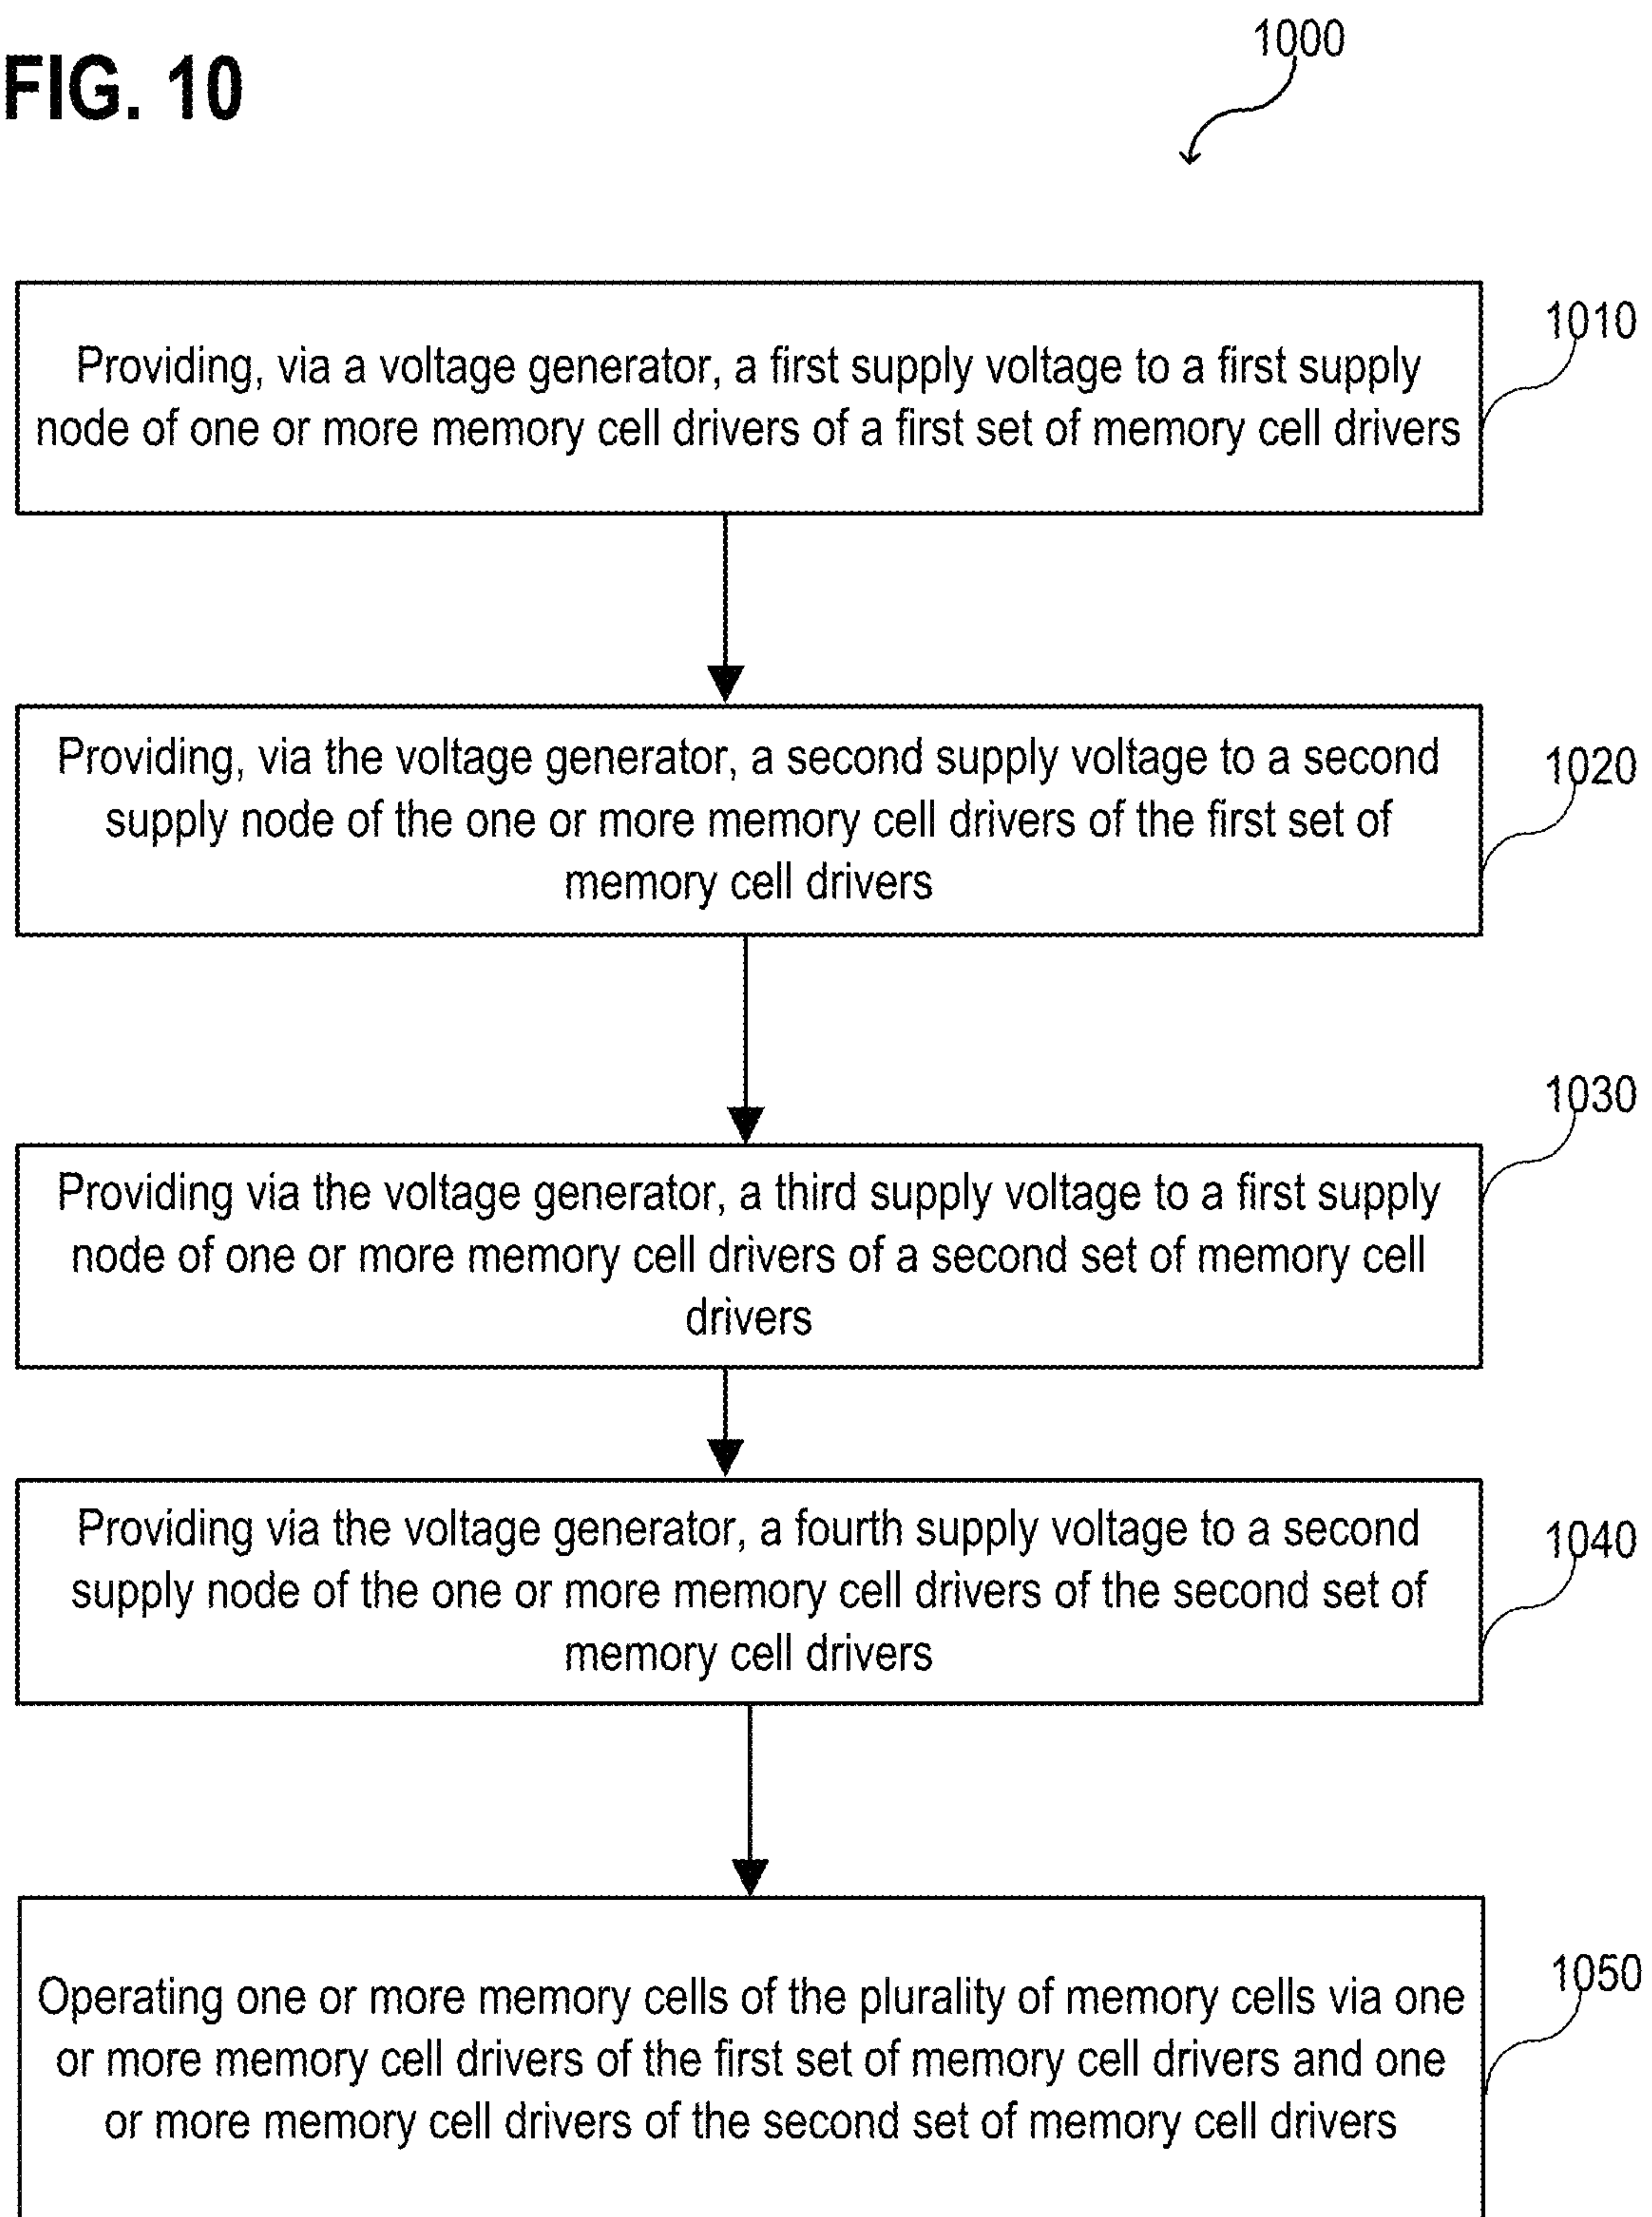 FIG. 10
1000
Providing, via a voltage generator, a first supply voltage to a first supply
node of one or more memory cell drivers of a first set of memory cell drivers
1010
Providing, via the voltage generator, a second supply voltage to a second
supply node of the one or more memory cell drivers of the first set of
memory cell drivers
1020
Providing via the voltage generator, a third supply voltage to a first supply
node of one or more memory cell drivers of a second set of memory cell
drivers
1030
Providing via the voltage generator, a fourth supply voltage to a second
supply node of the one or more memory cell drivers of the second set of
memory cell drivers
1040
Operating one or more memory cells of the plurality of memory cells via one
or more memory cell drivers of the first set of memory cell drivers and one
or more memory cell drivers of the second set of memory cell drivers
1050